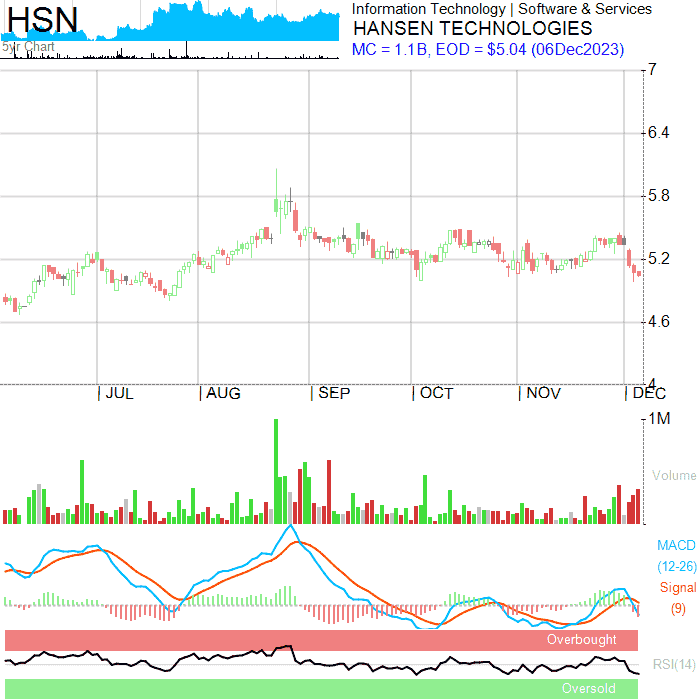 HSN
Information Technology | Software & Services
HANSEN TECHNOLOGIES
5yr Chart
MC = 1.1B, EOD = $5.04 (06Dec2023)
7
6.4
5.8
5.2
4.6
4
| JUL | AUG | SEP | OCT | NOV | DEC
1M
Volume
MACD
(12-26)
Signal
(9)
Overbought
RSI(14)
Oversold